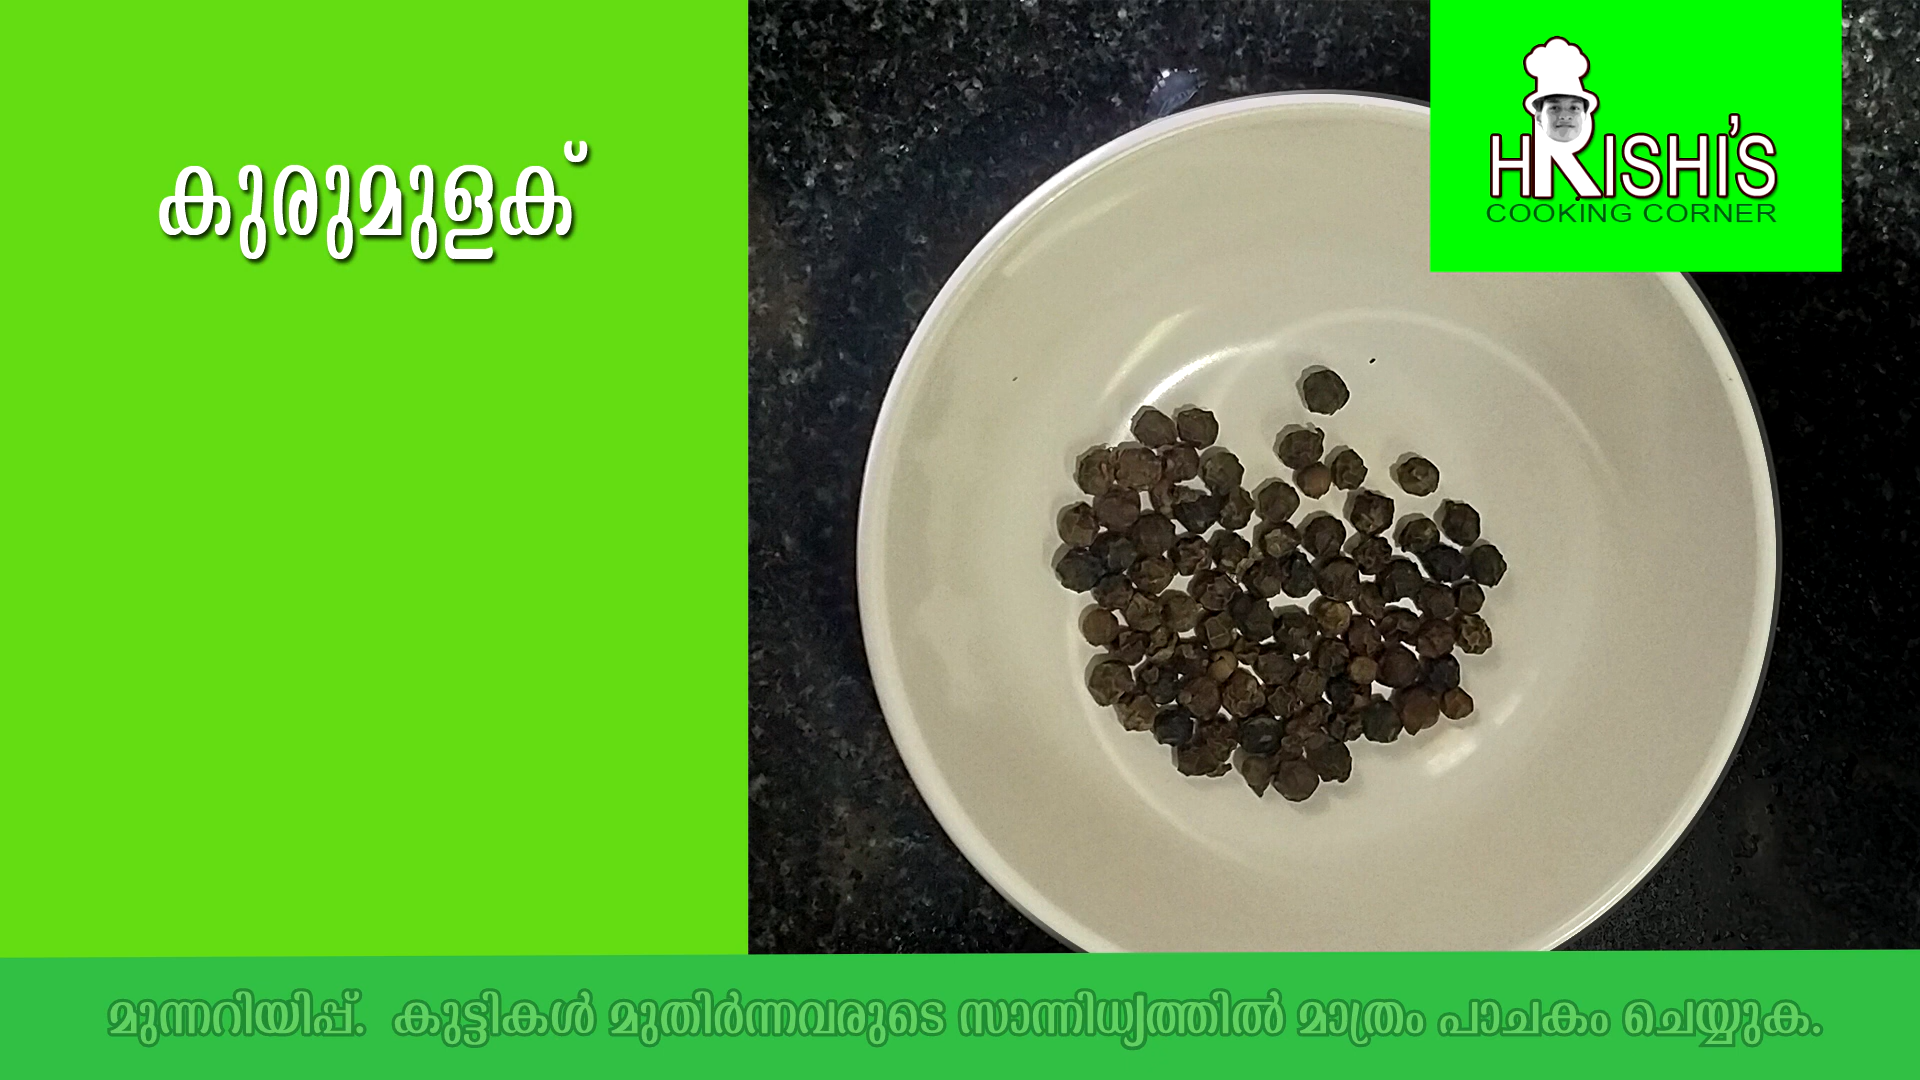 കുരുമുളക്
HRISHI'S
COOKING CORNER
മുന്നറിയിപ്പ്. കുട്ടികൾ മുതിർന്നവരുടെ സാന്നിധ്യത്തിൽ മാത്രം പാചകം ചെയ്യുക.